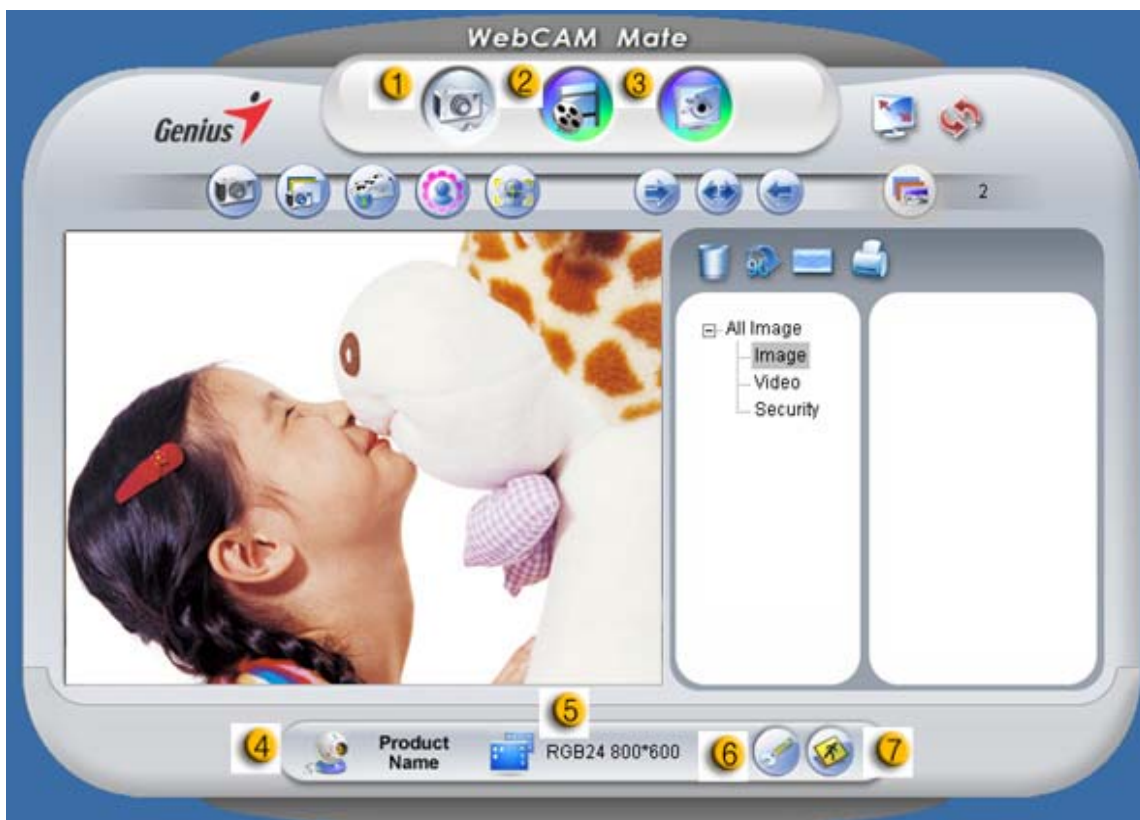 WebCAM Mate
1
2
3
Genius
2
90
All Image
Image
Video
Security
5
4
Product
Name
RGB24 800*600
6
7